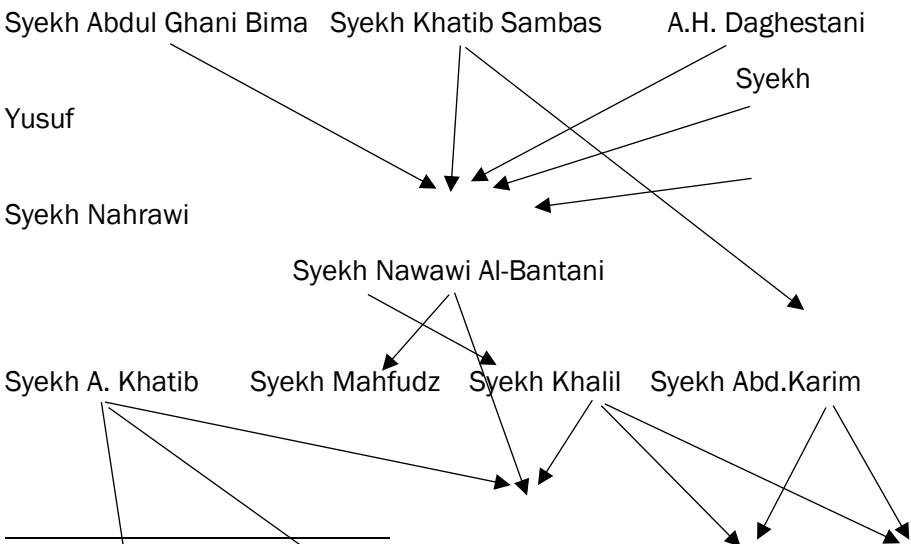 Syekh Abdul Ghani Bima Syekh Khatib Sambas A.H. Daghestani
Syekh
Yusuf
Syekh Nahrawi
Syekh Nawawi Al-Bantani
Syekh A. Khatib Syekh Mahfudz Syekh Khalil Syekh Abd.Karim